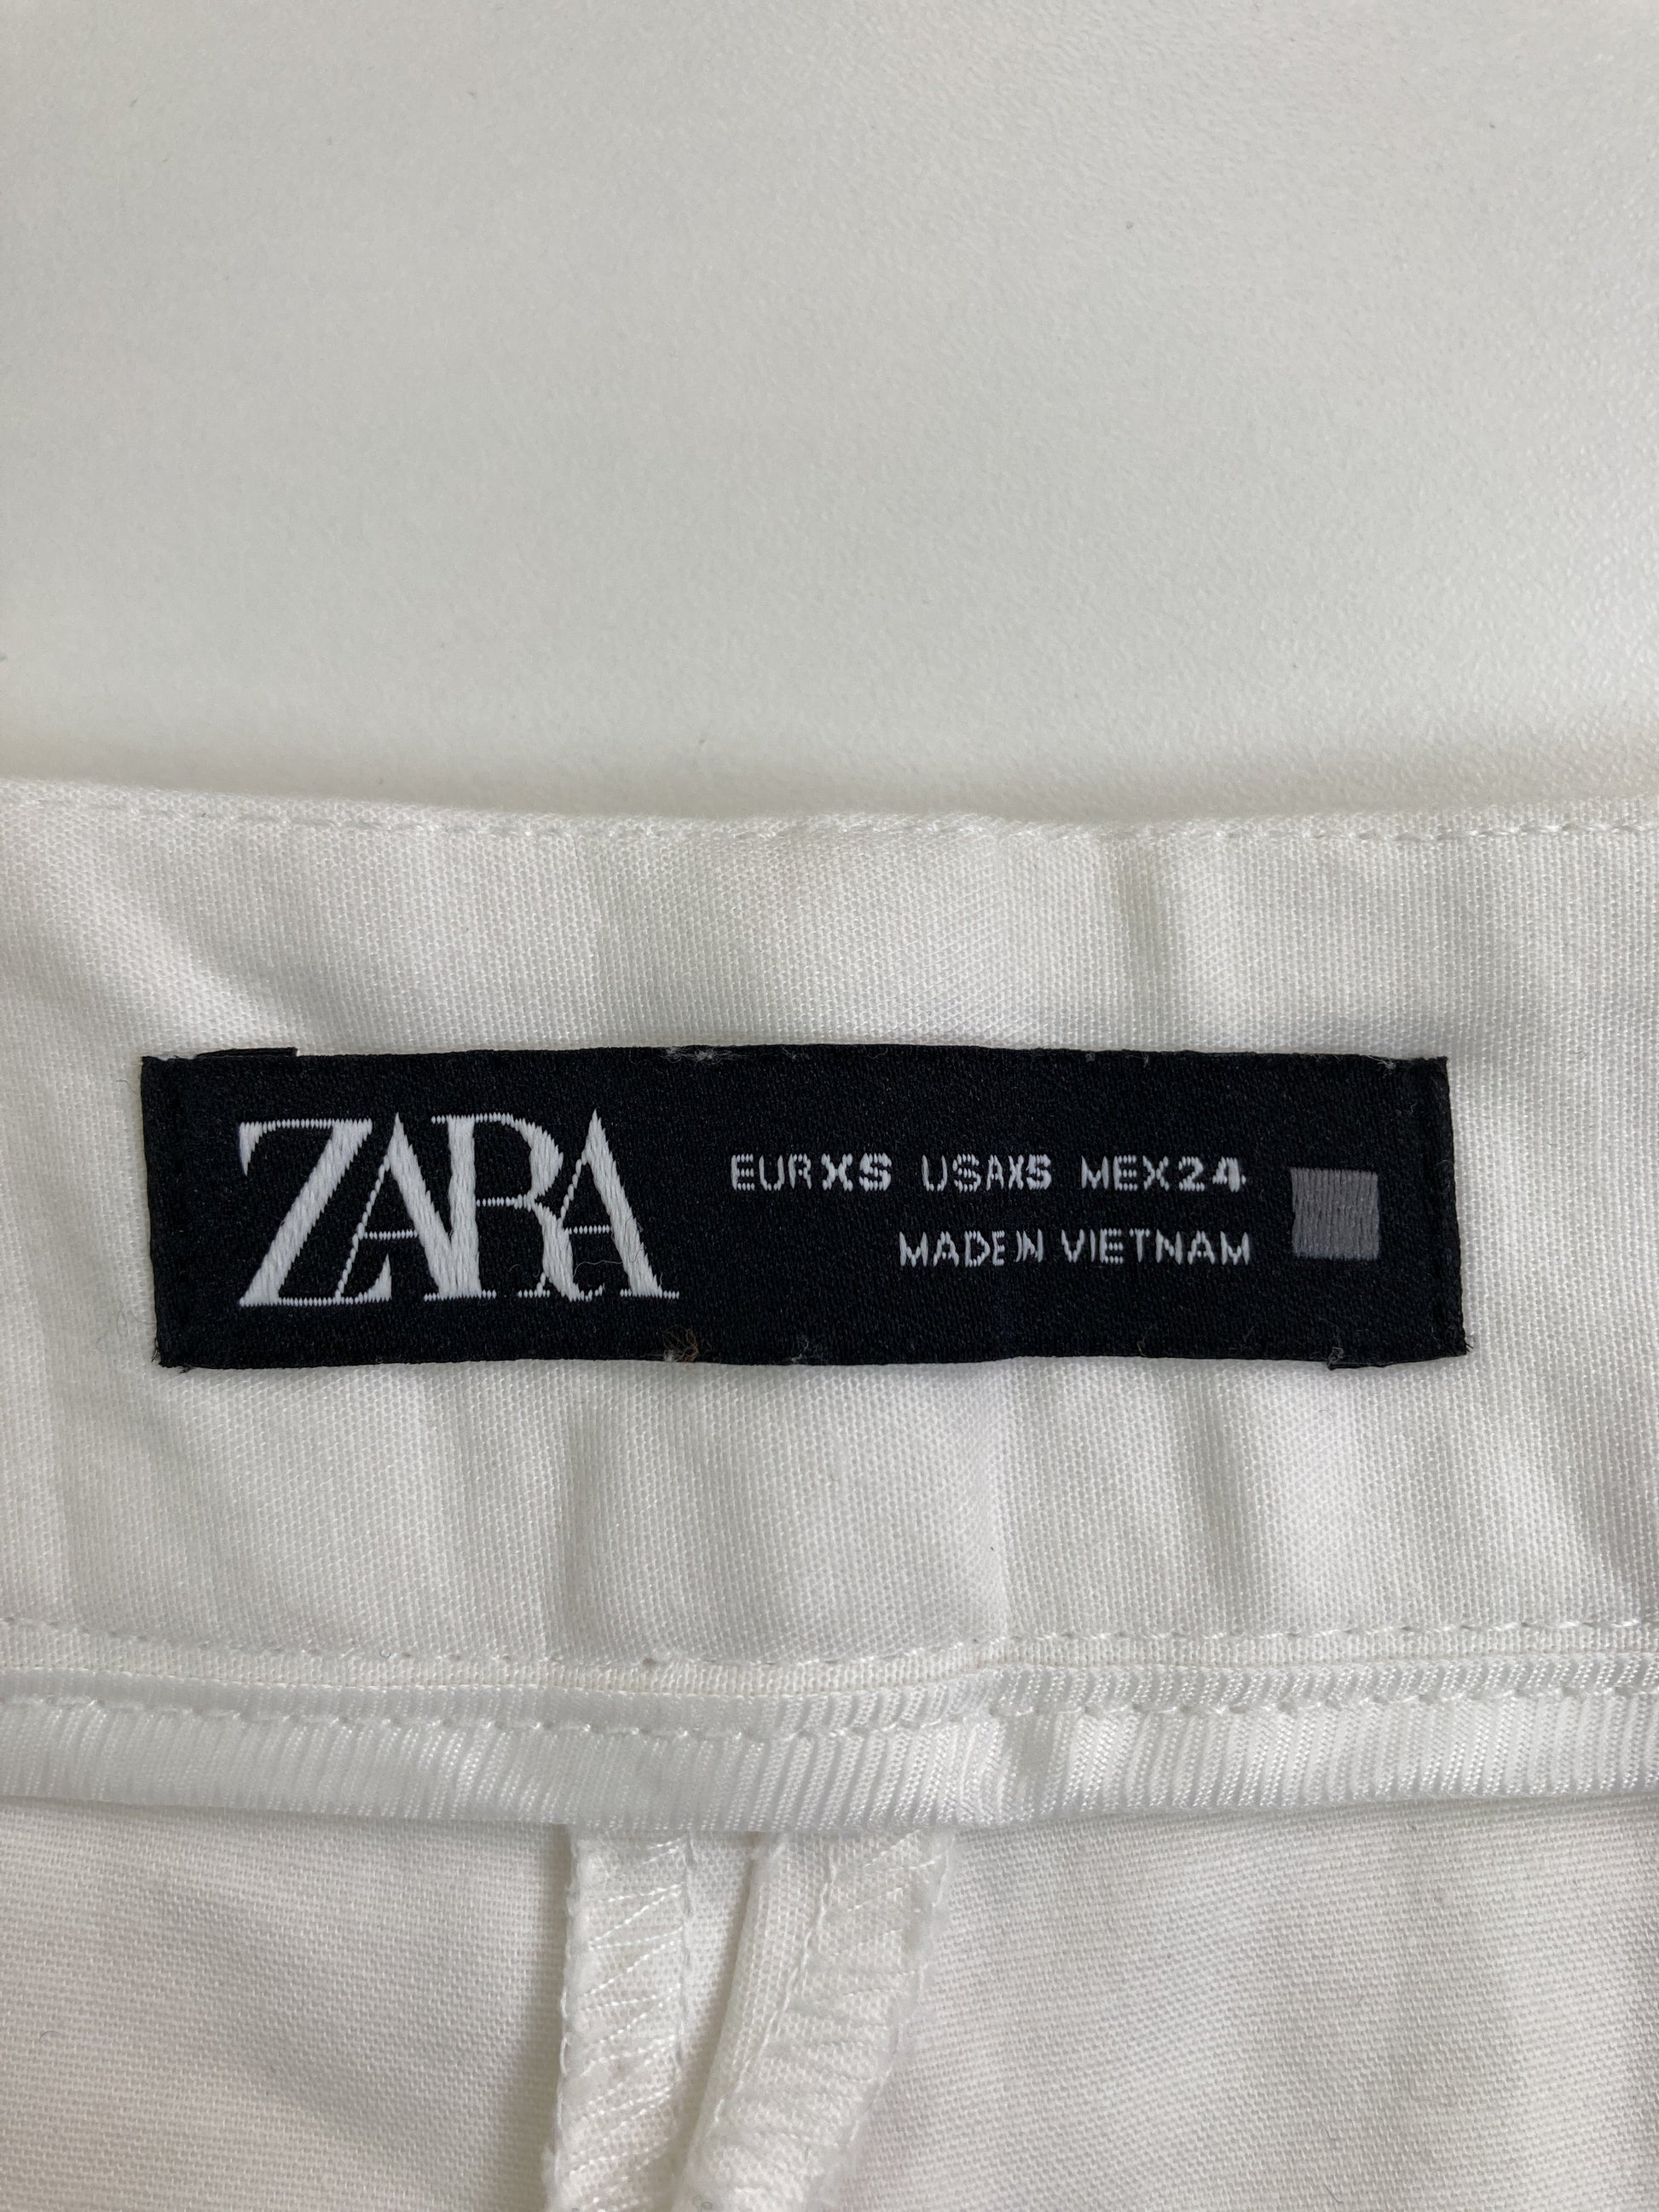 ZARA
EUR XS USA XS MEX 24
MADE IN VIETNAM